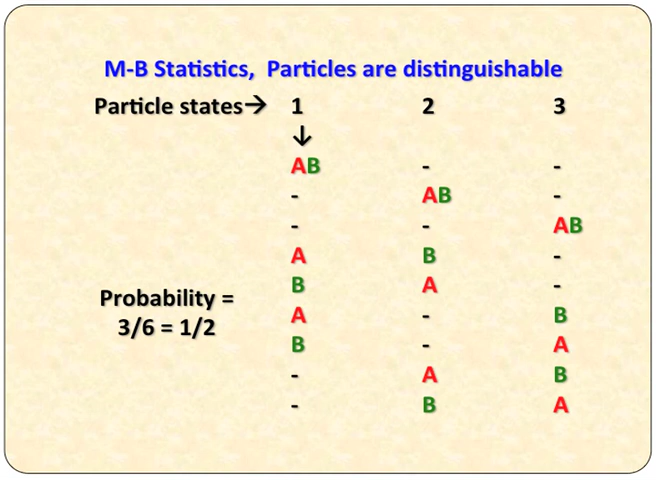 M-B Statistics, Particles are distinguishable
Particle states→ 1 2 3
↓
AB - -
- AB -
- - AB
A B -
B A -
A - B
B - A
- A B
- B A
Probability =
3/6 = 1/2